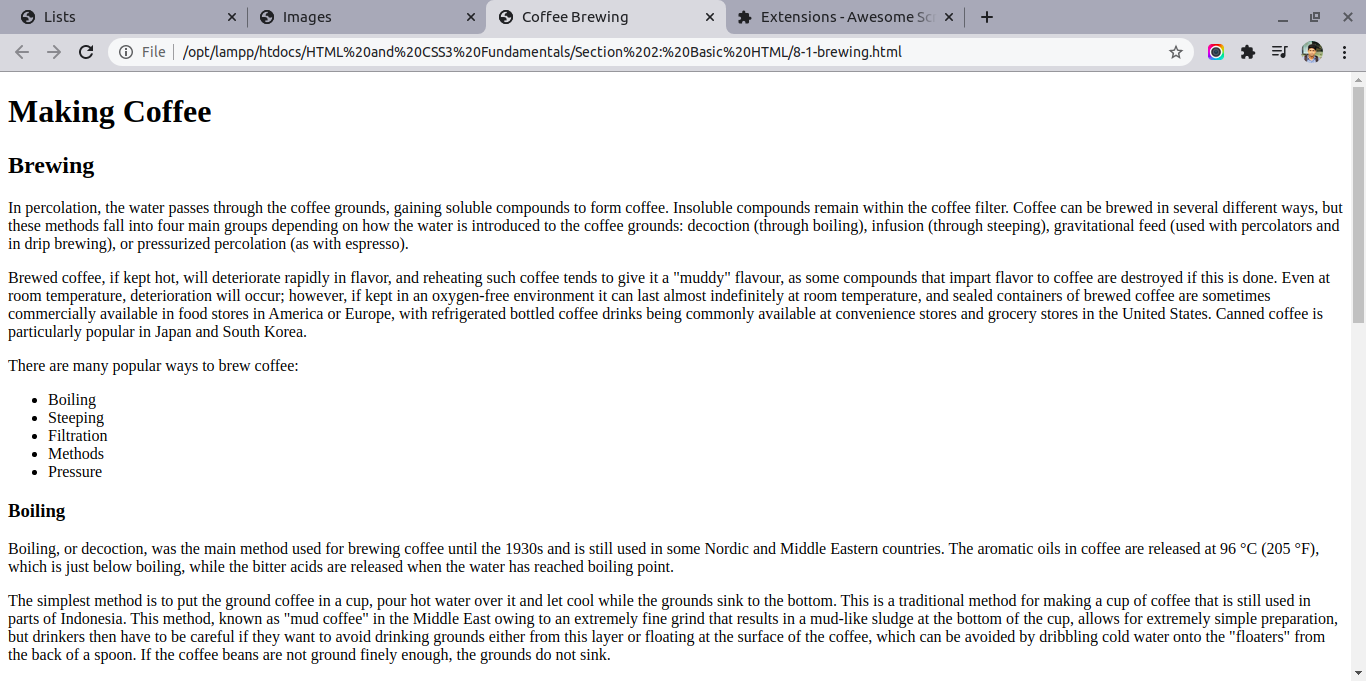 Lists
Images
Coffee Brewing
Extensions - Awesome Sc
File
/opt/lampp/htdocs/HTML%20and%20CSS3%20Fundamentals/Section%202:%20Basic%20HTML/8-1-brewing.html
Making Coffee
Brewing
In percolation, the water passes through the coffee grounds, gaining soluble compounds to form coffee. Insoluble compounds remain within the coffee filter. Coffee can be brewed in several different ways, but
these methods fall into four main groups depending on how the water is introduced to the coffee grounds: decoction (through boiling), infusion (through steeping), gravitational feed (used with percolators and
in drip brewing), or pressurized percolation (as with espresso).
Brewed coffee, if kept hot, will deteriorate rapidly in flavor, and reheating such coffee tends to give it a "muddy" flavour, as some compounds that impart flavor to coffee are destroyed if this is done. Even at
room temperature, deterioration will occur; however, if kept in an oxygen-free environment it can last almost indefinitely at room temperature, and sealed containers of brewed coffee are sometimes
commercially available in food stores in America or Europe, with refrigerated bottled coffee drinks being commonly available at convenience stores and grocery stores in the United States. Canned coffee is
particularly popular in Japan and South Korea.
There are many popular ways to brew coffee:
• Boiling
• Steeping
• Filtration
• Methods
• Pressure
Boiling
Boiling, or decoction, was the main method used for brewing coffee until the 1930s and is still used in some Nordic and Middle Eastern countries. The aromatic oils in coffee are released at 96 °C (205 °F),
which is just below boiling, while the bitter acids are released when the water has reached boiling point.
The simplest method is to put the ground coffee in a cup, pour hot water over it and let cool while the grounds sink to the bottom. This is a traditional method for making a cup of coffee that is still used in
parts of Indonesia. This method, known as "mud coffee" in the Middle East owing to an extremely fine grind that results in a mud-like sludge at the bottom of the cup, allows for extremely simple preparation,
but drinkers then have to be careful if they want to avoid drinking grounds either from this layer or floating at the surface of the coffee, which can be avoided by dribbling cold water onto the "floaters" from
the back of a spoon. If the coffee beans are not ground finely enough, the grounds do not sink.